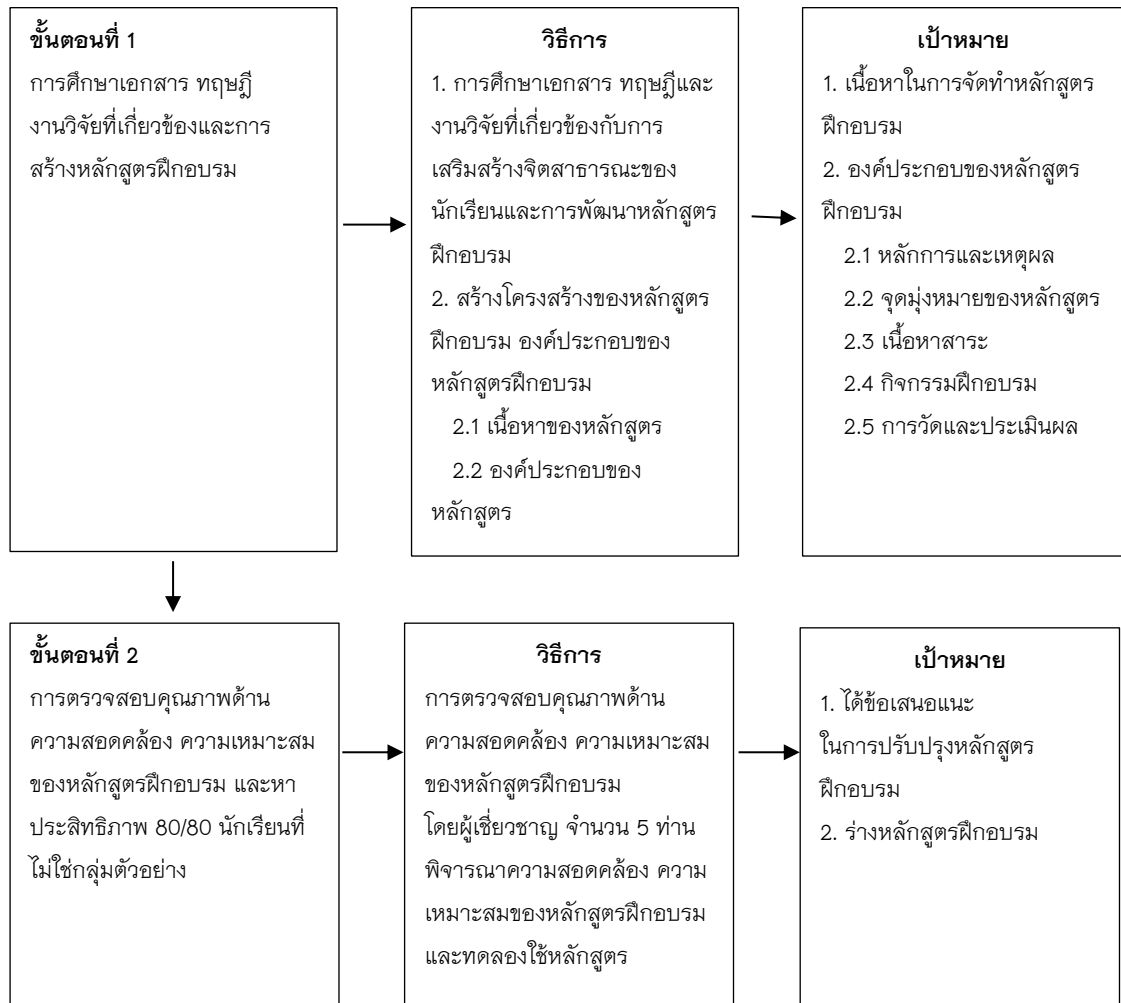 ขั้นตอนที่ 1
การศึกษาเอกสาร ทฤษฎี
งานวิจัยที่เกี่ยวข้องและการ
สร้างหลักสูตรฝึกอบรม
วิธีการ
1. การศึกษาเอกสาร ทฤษฎีและ
งานวิจัยที่เกี่ยวข้องกับการ
เสริมสร้างจิตสาธารณะของ
นักเรียนและการพัฒนาหลักสูตร
ฝึกอบรม
2. สร้างโครงสร้างของหลักสูตร
ฝึกอบรม องค์ประกอบของ
หลักสูตรฝึกอบรม
2.1 เนื้อหาของหลักสูตร
2.2 องค์ประกอบของ
หลักสูตร
เป้าหมาย
1. เนื้อหาในการจัดทำหลักสูตร
ฝึกอบรม
2. องค์ประกอบของหลักสูตร
ฝึกอบรม
2.1 หลักการและเหตุผล
2.2 จุดมุ่งหมายของหลักสูตร
2.3 เนื้อหาสาระ
2.4 กิจกรรมฝึกอบรม
2.5 การวัดและประเมินผล
ขั้นตอนที่ 2
การตรวจสอบคุณภาพด้าน
ความสอดคล้อง ความเหมาะสม
ของหลักสูตรฝึกอบรม และหา
ประสิทธิภาพ 80/80 นักเรียนที่
ไม่ใช่กลุ่มตัวอย่าง
วิธีการ
การตรวจสอบคุณภาพด้าน
ความสอดคล้อง ความเหมาะสม
ของหลักสูตรฝึกอบรม
โดยผู้เชี่ยวชาญ จำนวน 5 ท่าน
พิจารณาความสอดคล้อง ความ
เหมาะสมของหลักสูตรฝึกอบรม
และทดลองใช้หลักสูตร
เป้าหมาย
1. ได้ข้อเสนอแนะ
ในการปรับปรุงหลักสูตร
ฝึกอบรม
2. ร่างหลักสูตรฝึกอบรม